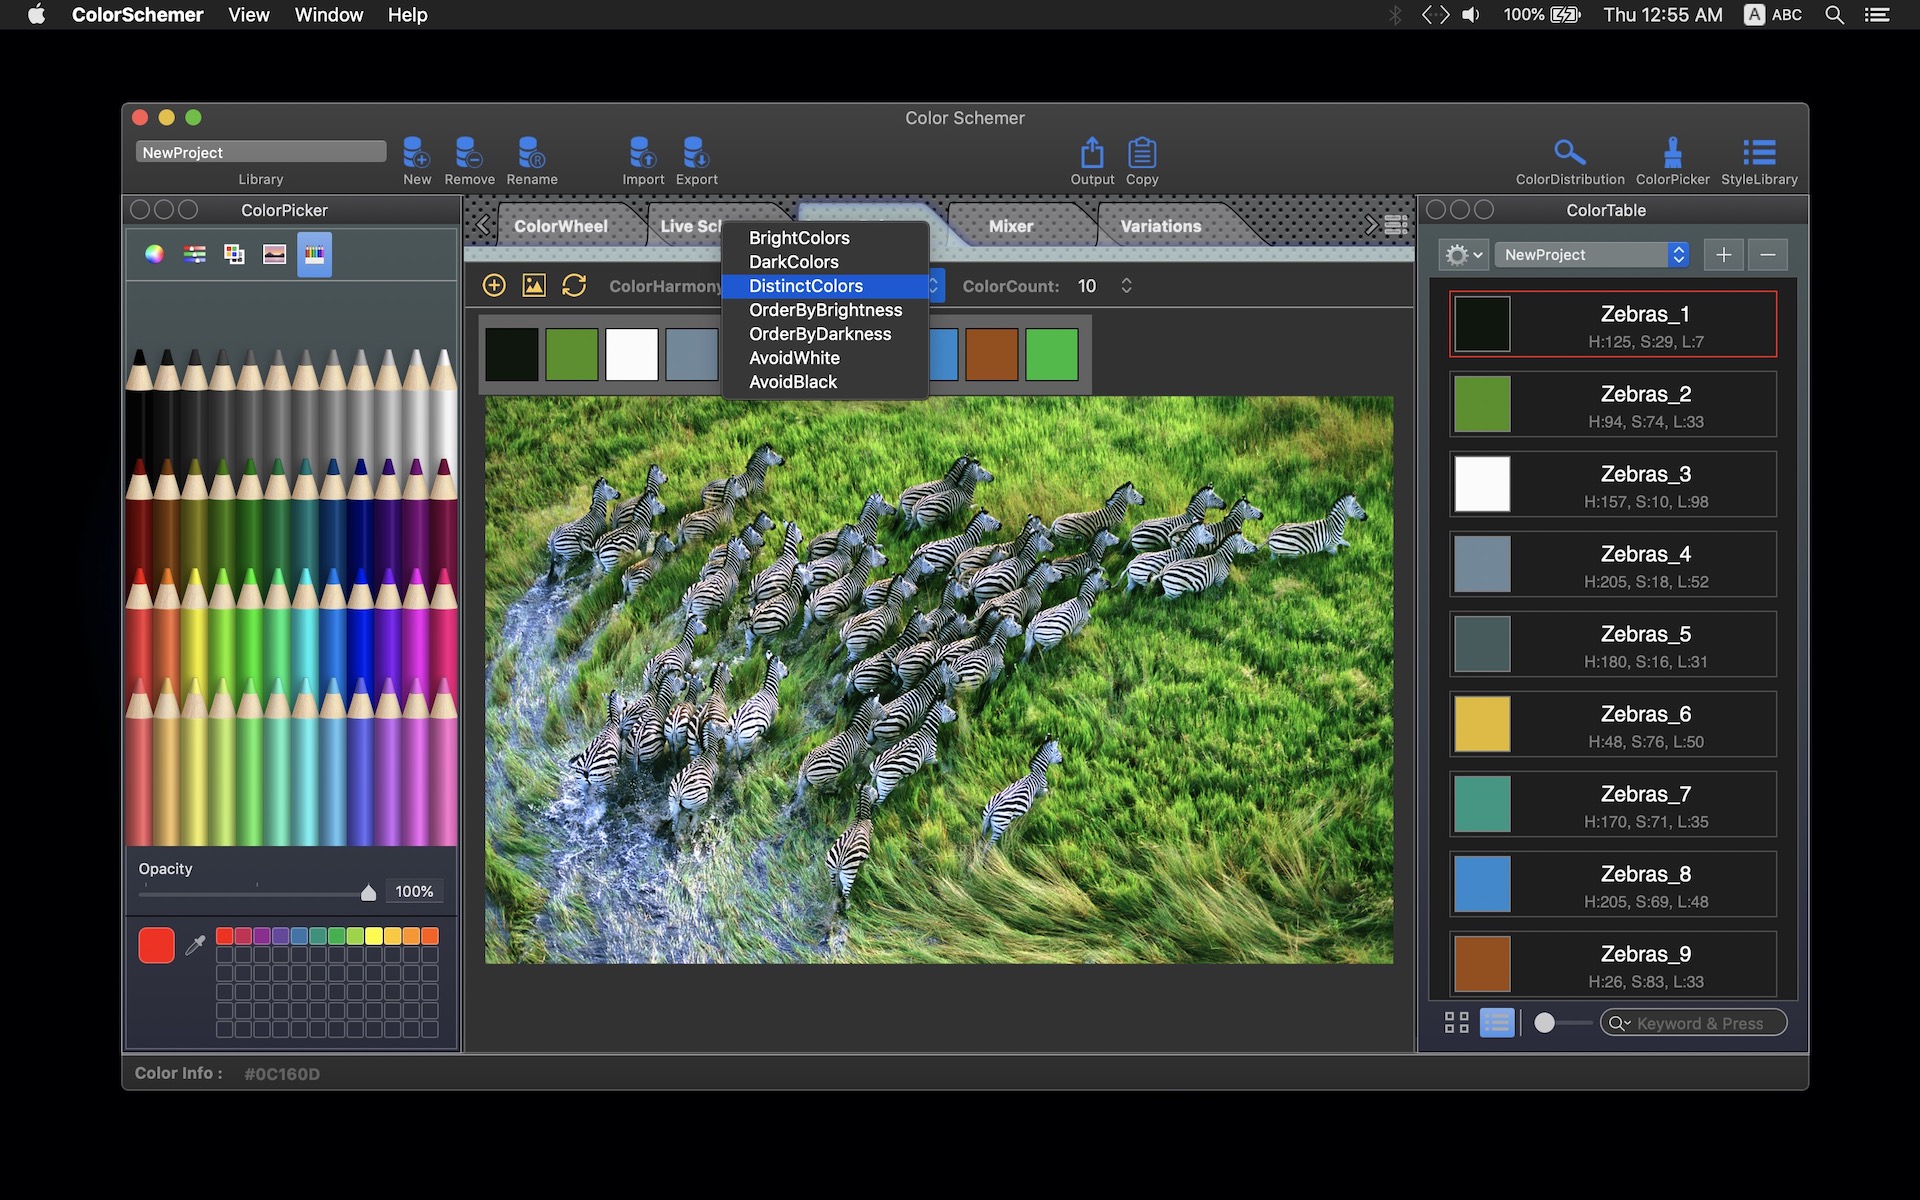 ColorSchemer View Window Help
100% Thu 12:55 AM A ABC
Color Schemer
NewProject
Library New Remove Rename Import Export Output Copy ColorDistribution ColorPicker StyleLibrary
ColorPicker
ColorWheel Live Mixer Variations
ColorTable
NewProject
ColorHarmony
ColorCount: 10
BrightColors
DarkColors
DistinctColors
OrderByBrightness
OrderByDarkness
AvoidWhite
AvoidBlack
Zebras_1
H:125, S:29, L:7
Zebras_2
H:94, S:74, L:33
Zebras_3
H:157, S:10, L:98
Zebras_4
H:205, S:18, L:52
Zebras_5
H:180, S:16, L:31
Zebras_6
H:48, S:76, L:50
Zebras_7
H:170, S:71, L:35
Zebras_8
H:205, S:69, L:48
Zebras_9
H:26, S:83, L:33
Opacity
100%
Keyword & Press
Color Info : #0C160D